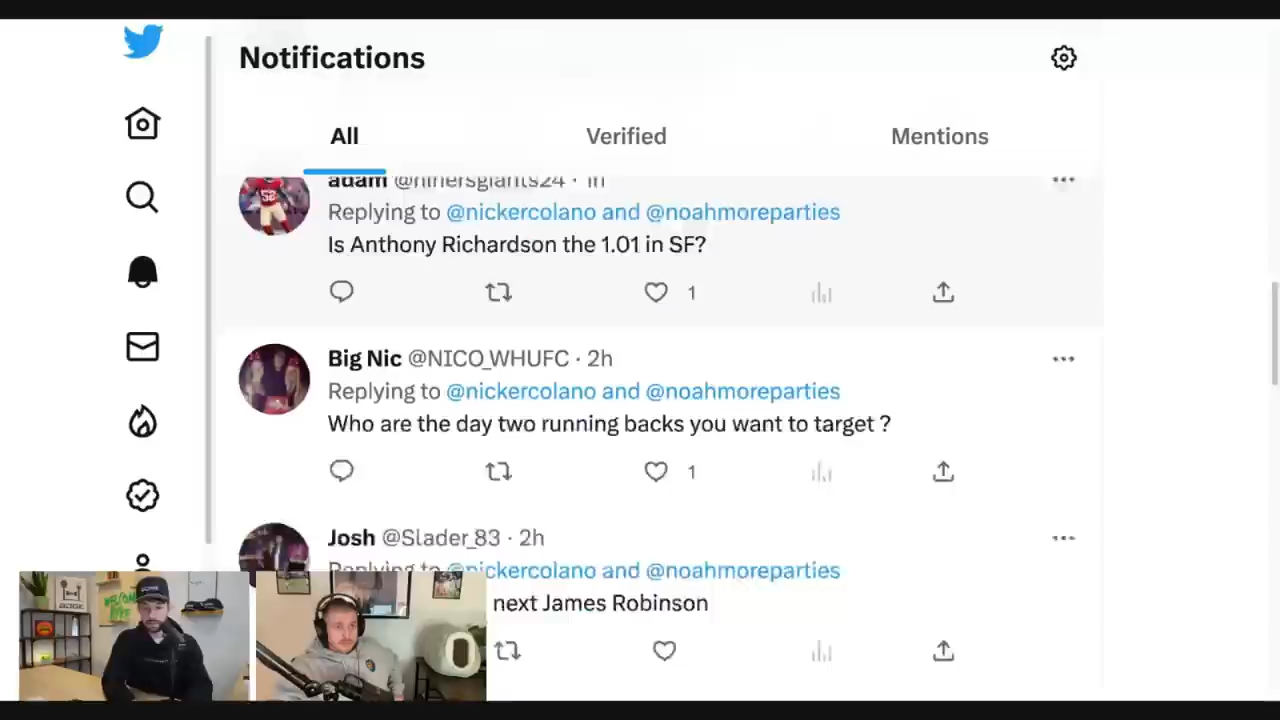 Notifications
All
Verified
Mentions
adam @ninersgiants24 · 1h
Replying to @nickercolano and @noahmoreparties
Is Anthony Richardson the 1.01 in SF?
1
Big Nic @NICO_WHUFC · 2h
Replying to @nickercolano and @noahmoreparties
Who are the day two running backs you want to target ?
1
Josh @Slader_83 · 2h
Replying to @nickercolano and @noahmoreparties
next James Robinson